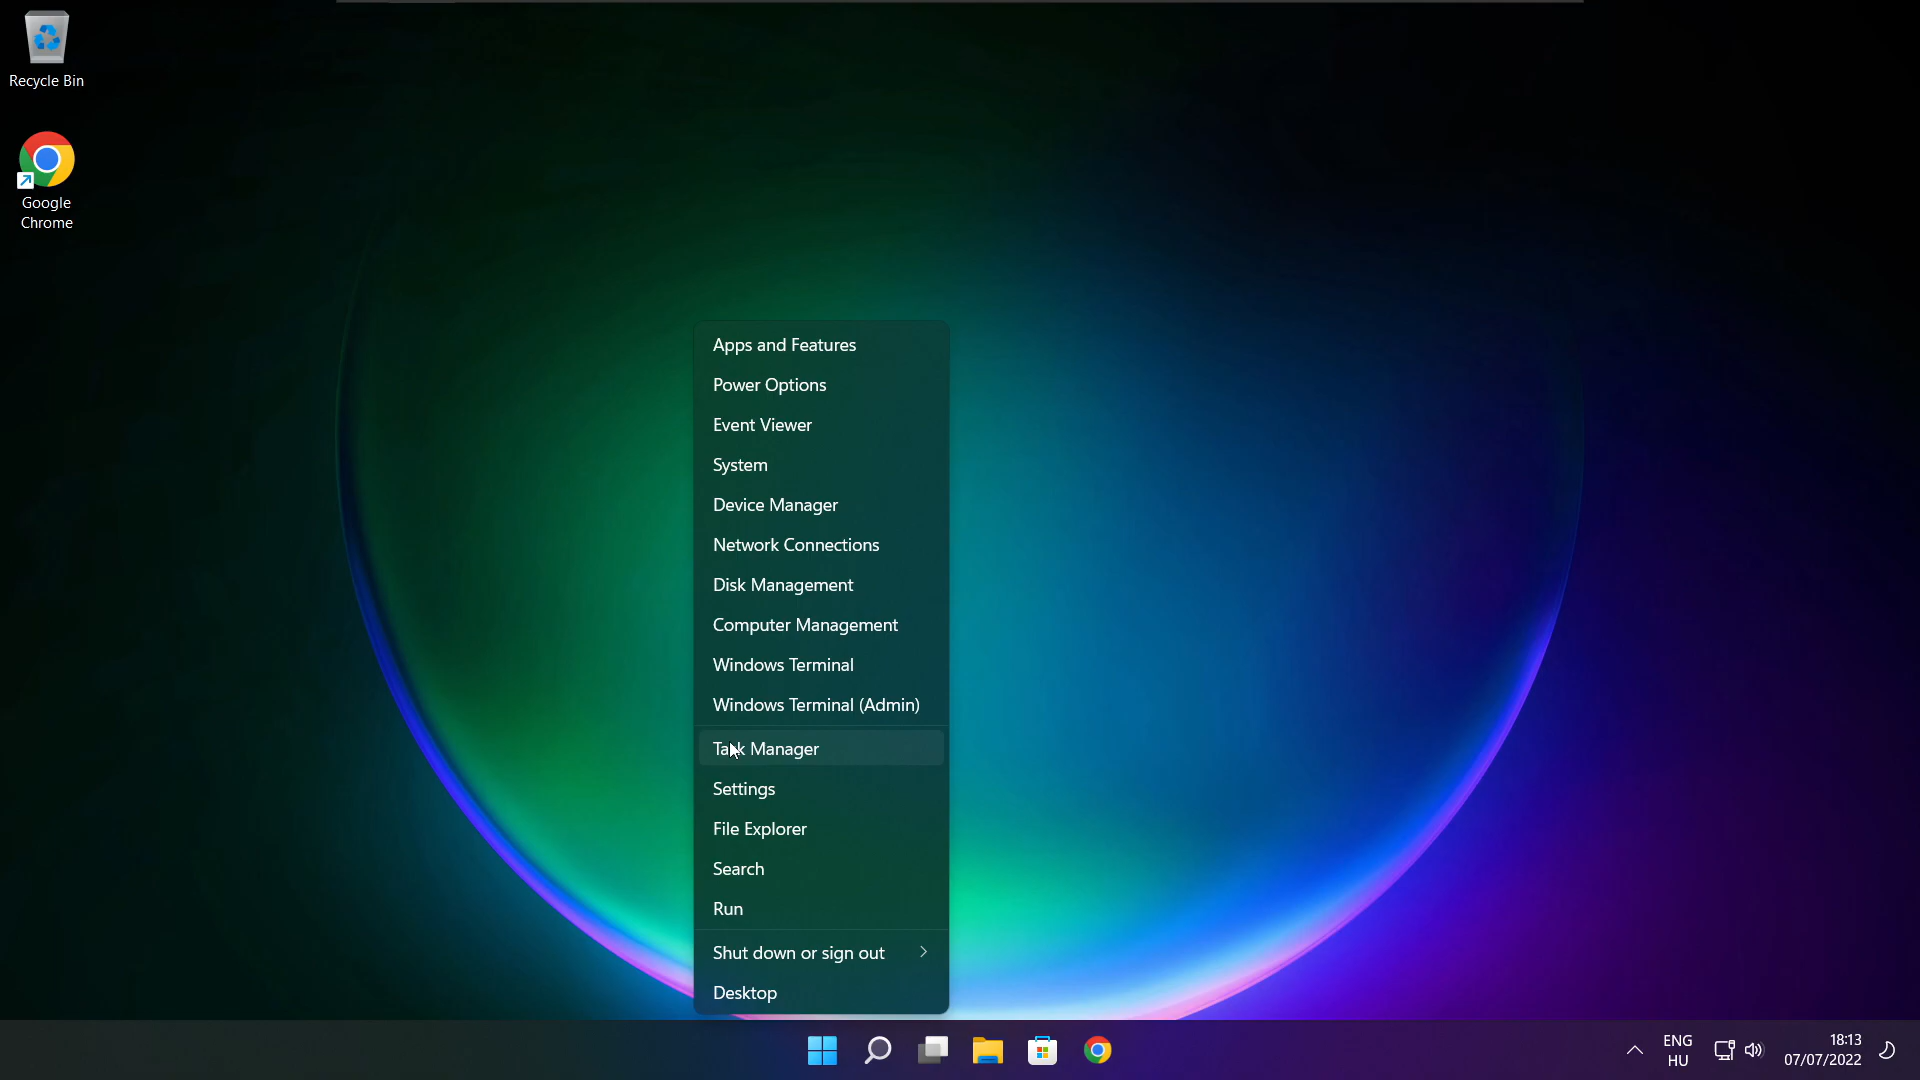 Recycle Bin
Google
Chrome
Apps and Features
Power Options
Event Viewer
System
Device Manager
Network Connections
Disk Management
Computer Management
Windows Terminal
Windows Terminal (Admin)
Task Manager
Settings
File Explorer
Search
Run
Shut down or sign out
Desktop
ENG
HU
18:13
07/07/2022